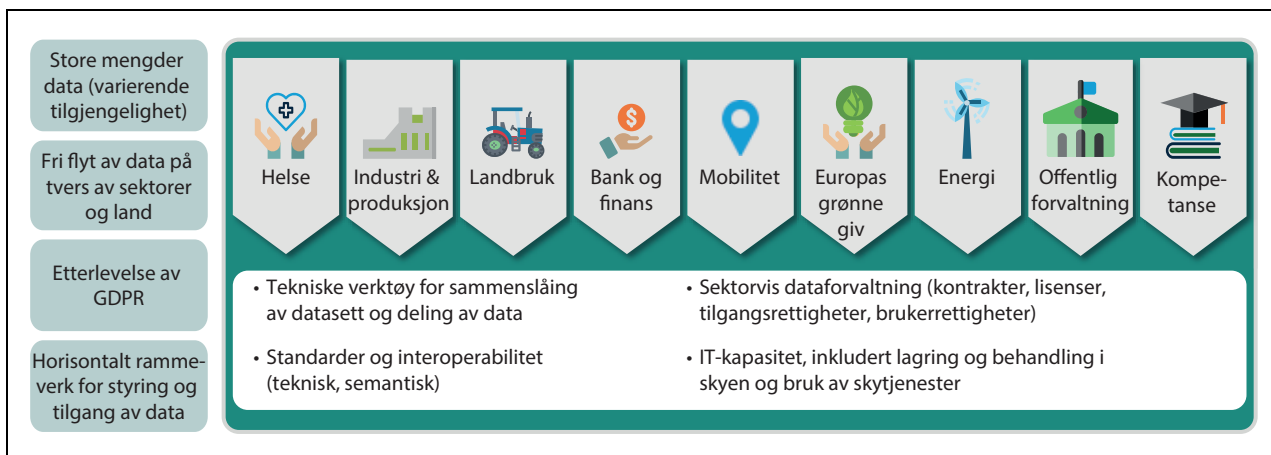 Store mengder
data (varierende
tilgjengelighet)
Fri flyt av data på
tvers av sektorer
og land
Etterlevelse av
GDPR
Horisontalt ramme-
verk for styring og
tilgang av data
Helse
Industri &
produksjon
Landbruk
Bank og
finans
$
Mobilitet
Europas
grønne
giv
Energi
Offentlig
forvaltning
Kompe-
tanse
• Tekniske verktøy for sammenslåing
av datasett og deling av data
• Standarder og interoperabilitet
(teknisk, semantisk)
• Sektorvis dataforvaltning (kontrakter, lisenser,
tilgangsrettigheter, brukerrettigheter)
• IT-kapasitet, inkludert lagring og behandling i
skyen og bruk av skytjenester